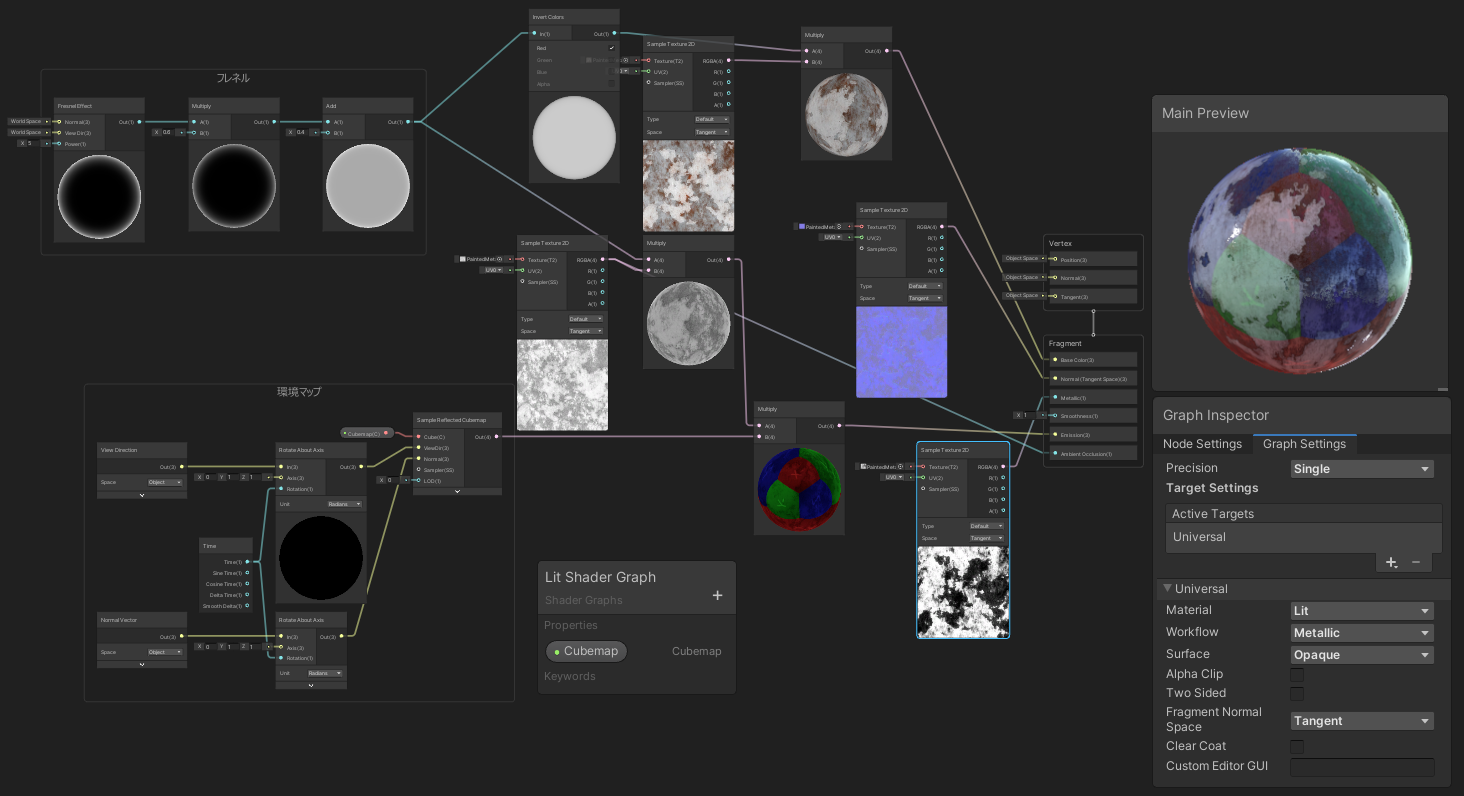 フレネル
Fresnel Effect
World Space
Normal(3)
Out(1)
World Space
View Dir(3)
X 5
Power(1)
Multiply
A(1)
Out(1)
X 0.6
B(1)
Add
A(1)
Out(1)
X 0.4
B(1)
Invert Colors
In(1)
Out(1)
Red
Green
Blue
Alpha
Sample Texture 2D
Texture(T2)
RGBA(4)
UV(2)
R(1)
Sampler(SS)
G(1)
B(1)
A(1)
Type
Default
Space
Tangent
Multiply
A(4)
Out(4)
B(4)
Sample Texture 2D
PaintedMet
Texture(T2)
RGBA(4)
UV0
UV(2)
R(1)
Sampler(SS)
G(1)
B(1)
A(1)
Type
Default
Space
Tangent
Multiply
A(4)
Out(4)
B(4)
Sample Texture 2D
PaintedMet
Texture(T2)
RGBA(4)
UV0
UV(2)
R(1)
Sampler(SS)
G(1)
B(1)
A(1)
Type
Default
Space
Tangent
Vertex
Object Space
Position(3)
Object Space
Normal(3)
Object Space
Tangent(3)
Fragment
Base Color(3)
Normal (Tangent Space)(3)
Metallic(1)
X 1
Smoothness(1)
Emission(3)
Ambient Occlusion(1)
環境マップ
View Direction
Out(3)
Space
Object
Rotate About Axis
In(3)
Out(3)
X 0 Y 1 Z 1
Axis(3)
Rotation(1)
Unit
Radians
Cubemap(C)
Sample Reflected Cubemap
Cube(C)
Out(4)
ViewDir(3)
Normal(3)
Sampler(SS)
X 0
LOD(1)
Time
Time(1)
Sine Time(1)
Cosine Time(1)
Delta Time(1)
Smooth Delta(1)
Normal Vector
Out(3)
Space
Object
Rotate About Axis
In(3)
Out(3)
X 0 Y 1 Z 1
Axis(3)
Rotation(1)
Unit
Radians
Multiply
A(4)
Out(4)
B(4)
Sample Texture 2D
PaintedMet
Texture(T2)
RGBA(4)
UV0
UV(2)
R(1)
Sampler(SS)
G(1)
B(1)
A(1)
Type
Default
Space
Tangent
Lit Shader Graph
Shader Graphs
Properties
Cubemap
Cubemap
Keywords
Main Preview
Graph Inspector
Node Settings
Graph Settings
Precision
Single
Target Settings
Active Targets
Universal
Universal
Material
Lit
Workflow
Metallic
Surface
Opaque
Alpha Clip
Two Sided
Fragment Normal
Space
Tangent
Clear Coat
Custom Editor GUI